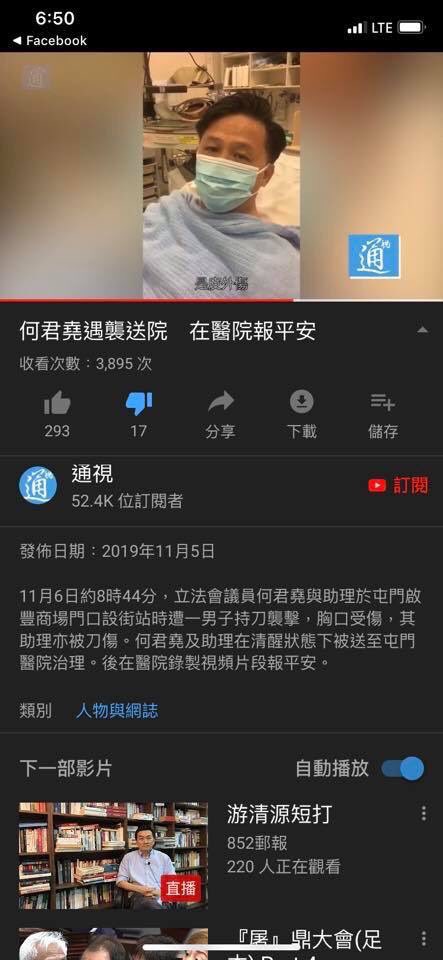 6:50
LTE
◀ Facebook
通視
何君堯遇襲送院　在醫院報平安
收看次數：3,895 次
293
17
分享
下載
儲存
通視
通視
52.4K 位訂閱者
訂閱
發佈日期：2019年11月5日
11月6日約8時44分，立法會議員何君堯與助理於屯門啟
豐商場門口設街站時遭一男子持刀襲擊，胸口受傷，其
助理亦被刀傷。何君堯及助理在清醒狀態下被送至屯門
醫院治理。後在醫院錄製視頻片段報平安。
類別
人物與網誌
下一部影片
自動播放
游清源短打
852郵報
220 人正在觀看
直播
『屠』鼎大會(足